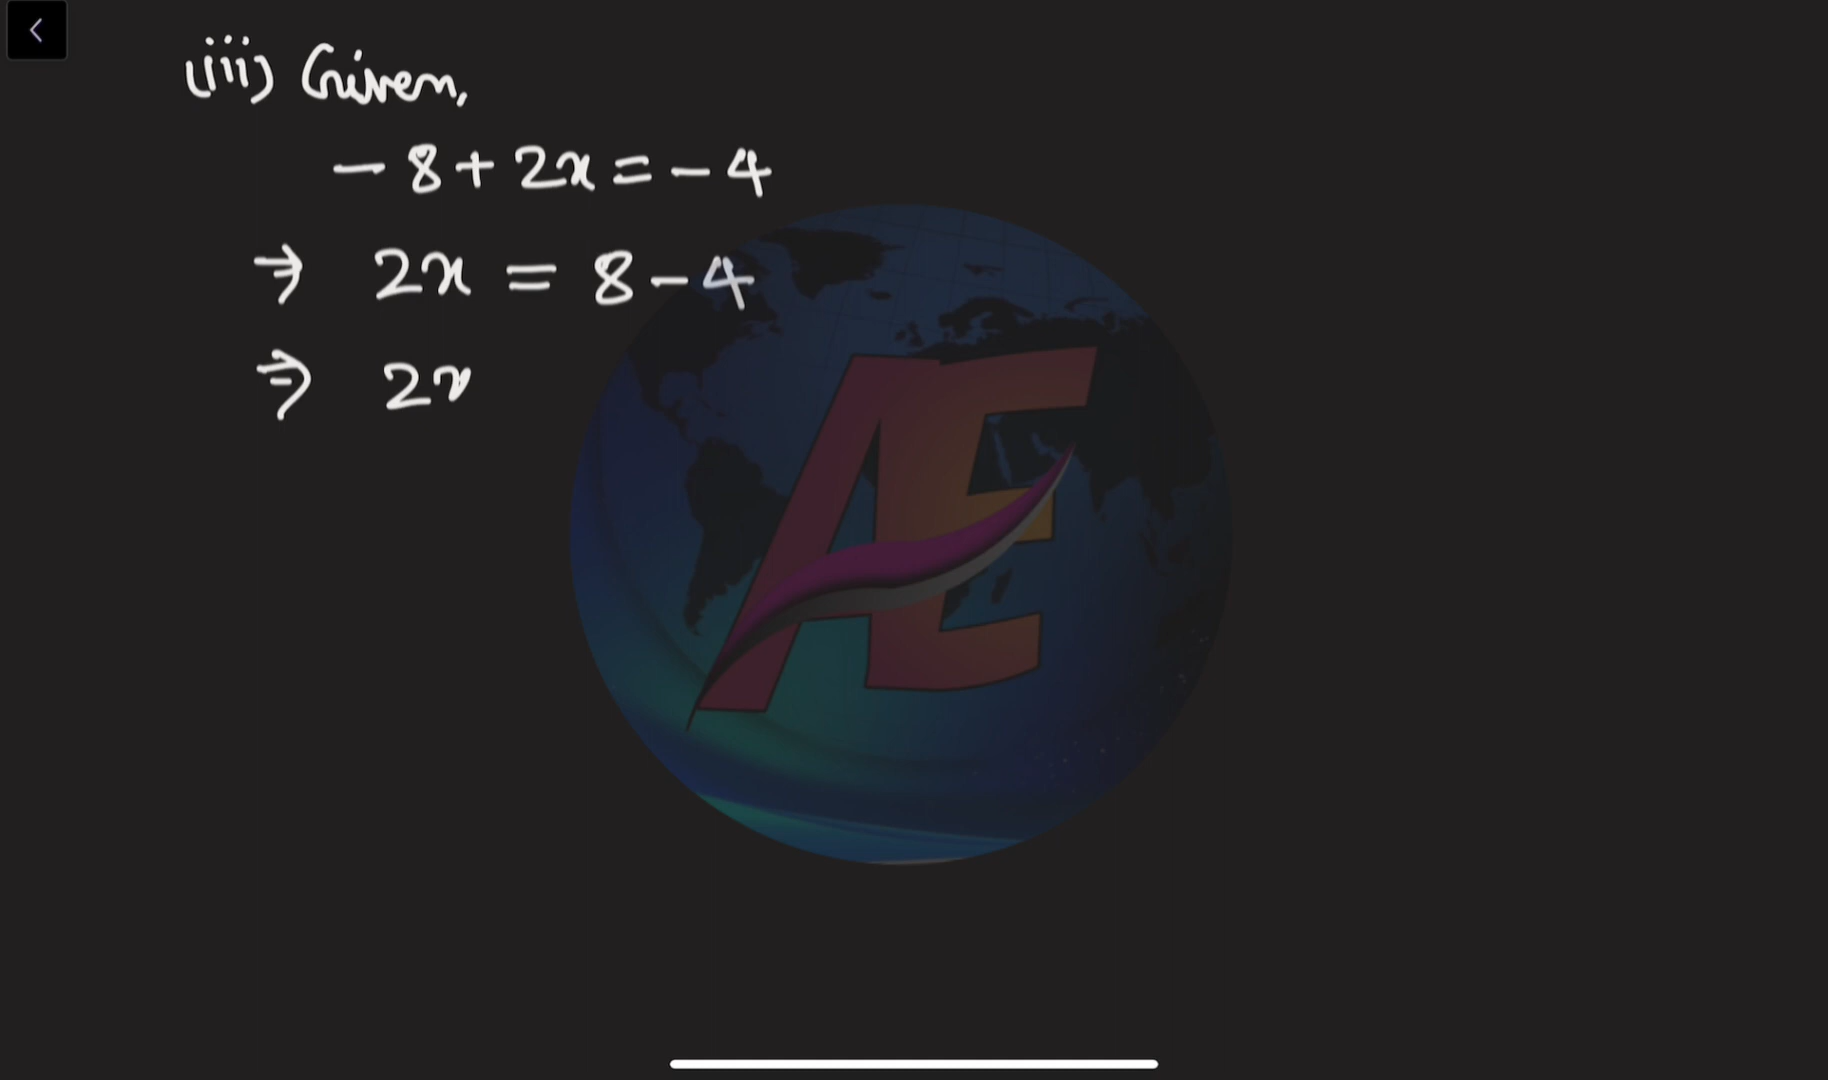 (iii) Given,
- 8 + 2x = - 4
⇒ 2x = 8 - 4
⇒ 2x
Æ